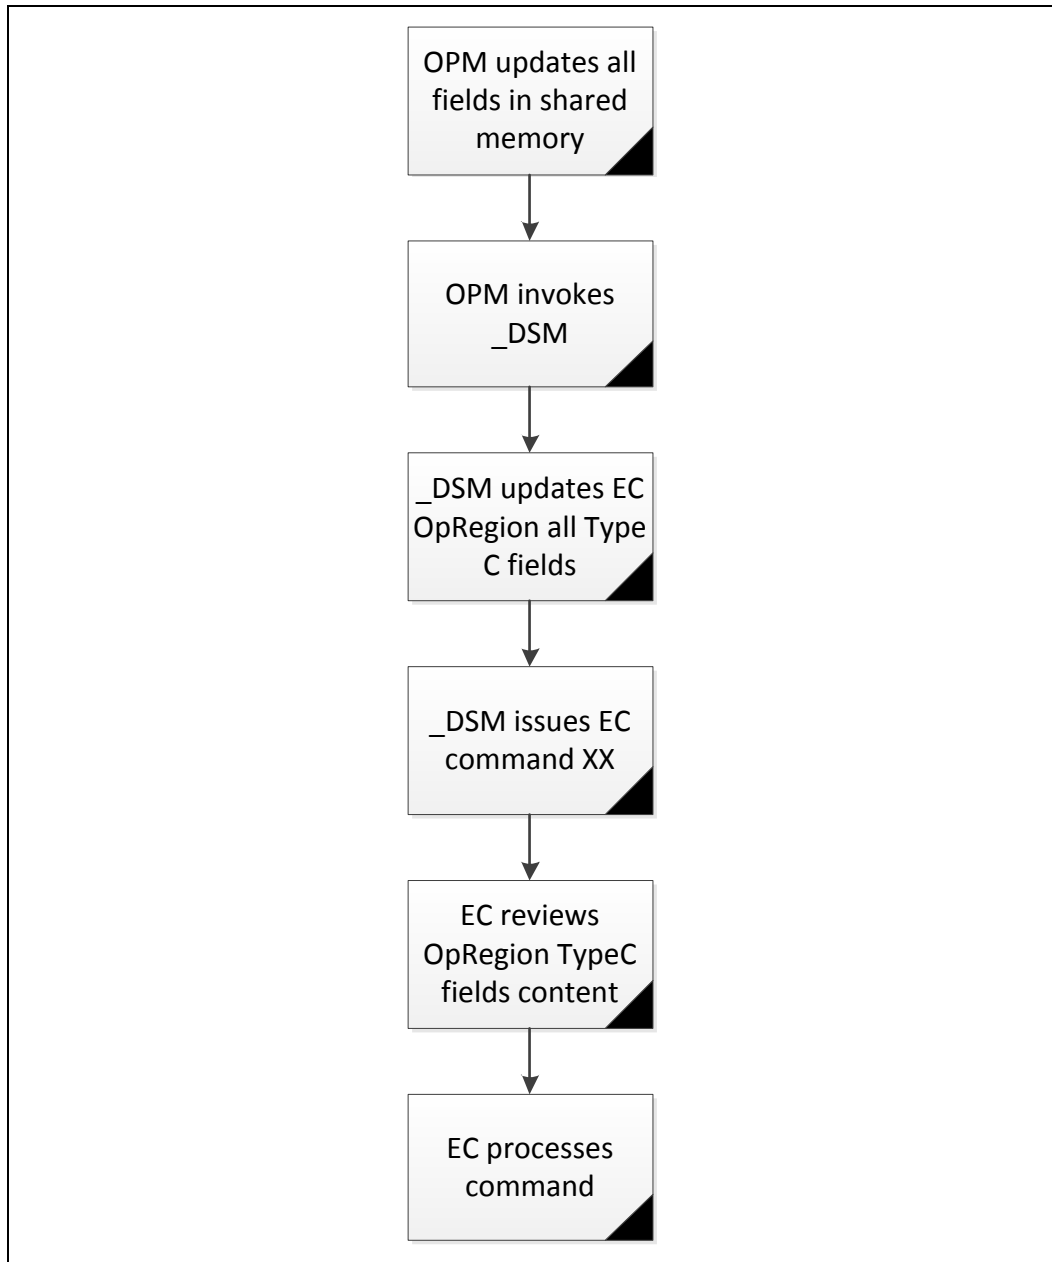 OPM updates all
fields in shared
memory
OPM invokes
_DSM
_DSM updates EC
OpRegion all Type
C fields
_DSM issues EC
command XX
EC reviews
OpRegion TypeC
fields content
EC processes
command